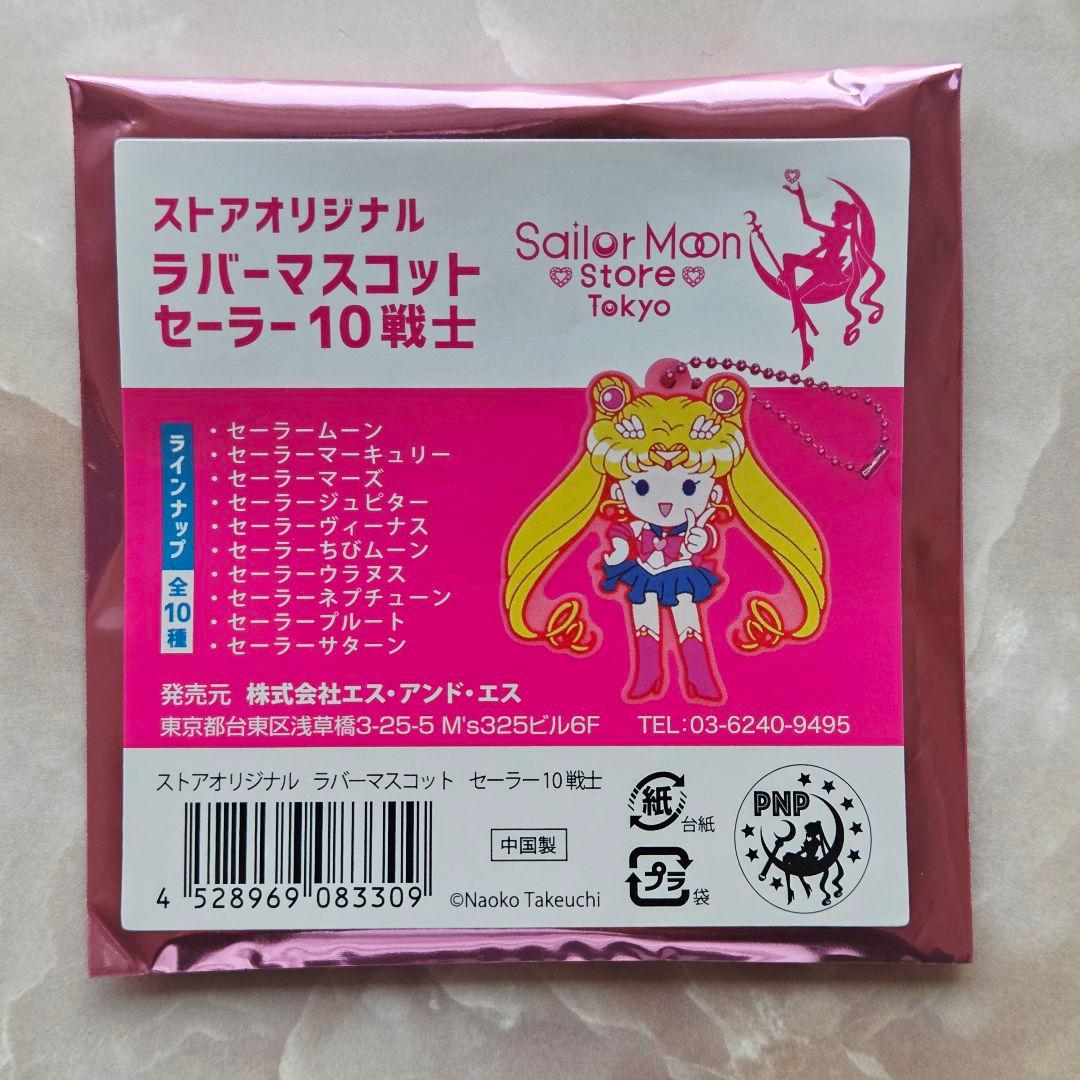 ストアオリジナル
ラバーマスコット
セーラー10戦士
Sailor Moon
store
Tokyo
ラインナップ
全10種
・セーラームーン
・セーラーマーキュリー
・セーラーマーズ
・セーラージュピター
・セーラーヴィーナス
・セーラーちびムーン
・セーラーウラヌス
・セーラーネプチューン
・セーラープルート
・セーラーサターン
発売元 株式会社エス・アンド・エス
東京都台東区浅草橋3-25-5 M's325ビル6F TEL:03-6240-9495
ストアオリジナル ラバーマスコット セーラー10戦士
4 528969 083309
中国製
©Naoko Takeuchi
紙
台紙
プラ
袋
PNP